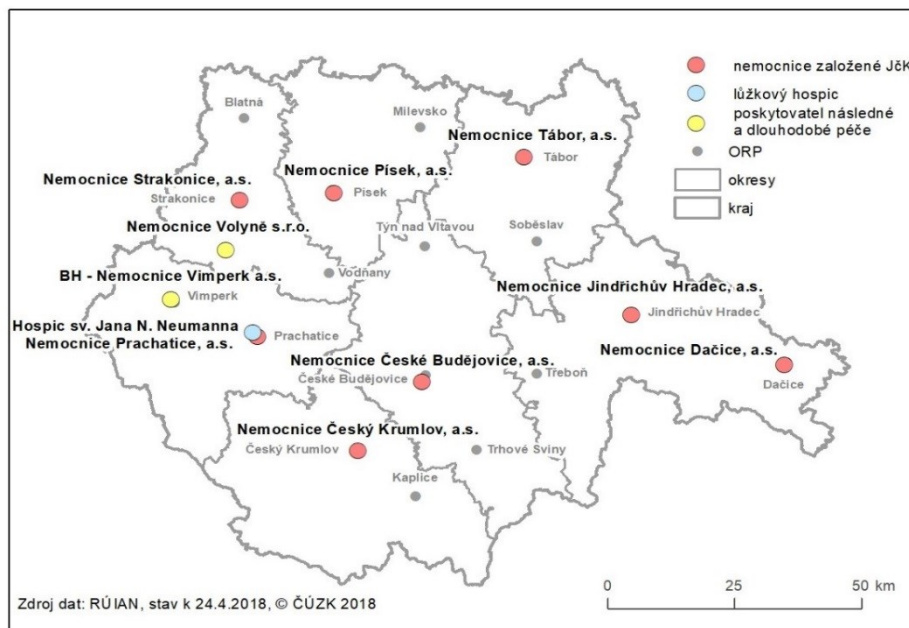 nemocnice založené JčK
lůžkový hospic
poskytovatel následné
a dlouhodobé péče
ORP
okresy
kraj
Blatná
Milevsko
Nemocnice Tábor, a.s.
Tábor
Nemocnice Strakonice, a.s.
Strakonice
Nemocnice Písek, a.s.
Písek
Nemocnice Volyně s.r.o.
Týn nad Vltavou
Soběslav
BH - Nemocnice Vimperk a.s.
Vimperk
Vodňany
Nemocnice Jindřichův Hradec, a.s.
Jindřichův Hradec
Hospic sv. Jana N. Neumanna
Nemocnice Prachatice, a.s.
Prachatice
Nemocnice České Budějovice, a.s.
České Budějovice
Třeboň
Nemocnice Dačice, a.s.
Dačice
Nemocnice Český Krumlov, a.s.
Český Krumlov
Trhové Sviny
Kaplice
Zdroj dat: RÚIAN, stav k 24.4.2018, © ČÚZK 2018
0 25 50 km